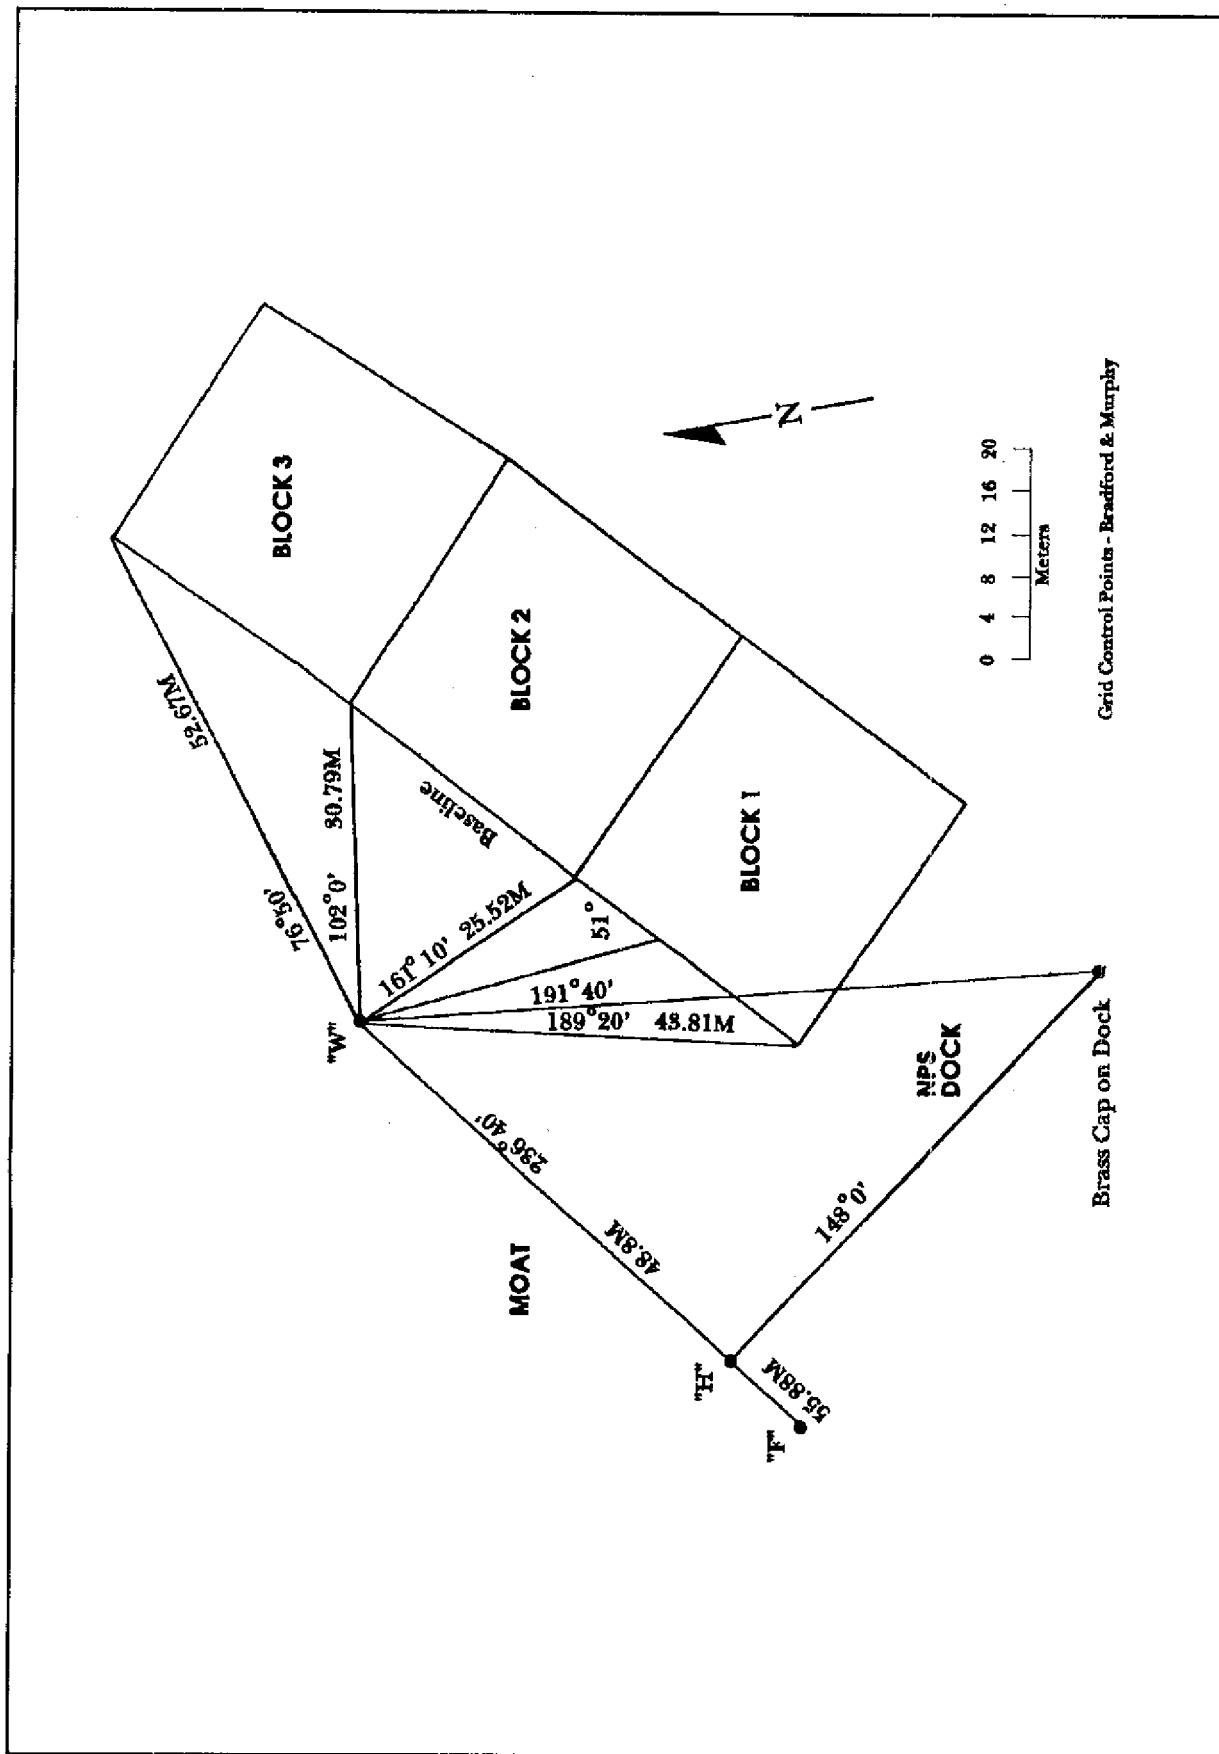 52.67M
76°50'
BLOCK 3
30.79M
102°0'
Baseline
"W"
BLOCK 2
161°10' 25.52M
51°
191°40'
189°20' 43.81M
BLOCK 1
236°40'
48.8M
MOAT
"H"
55.88M
"F"
148°0'
NPS
DOCK
Brass Cap on Dock
N
0 4 8 12 16 20
Meters
Grid Control Points - Bradford & Murphy